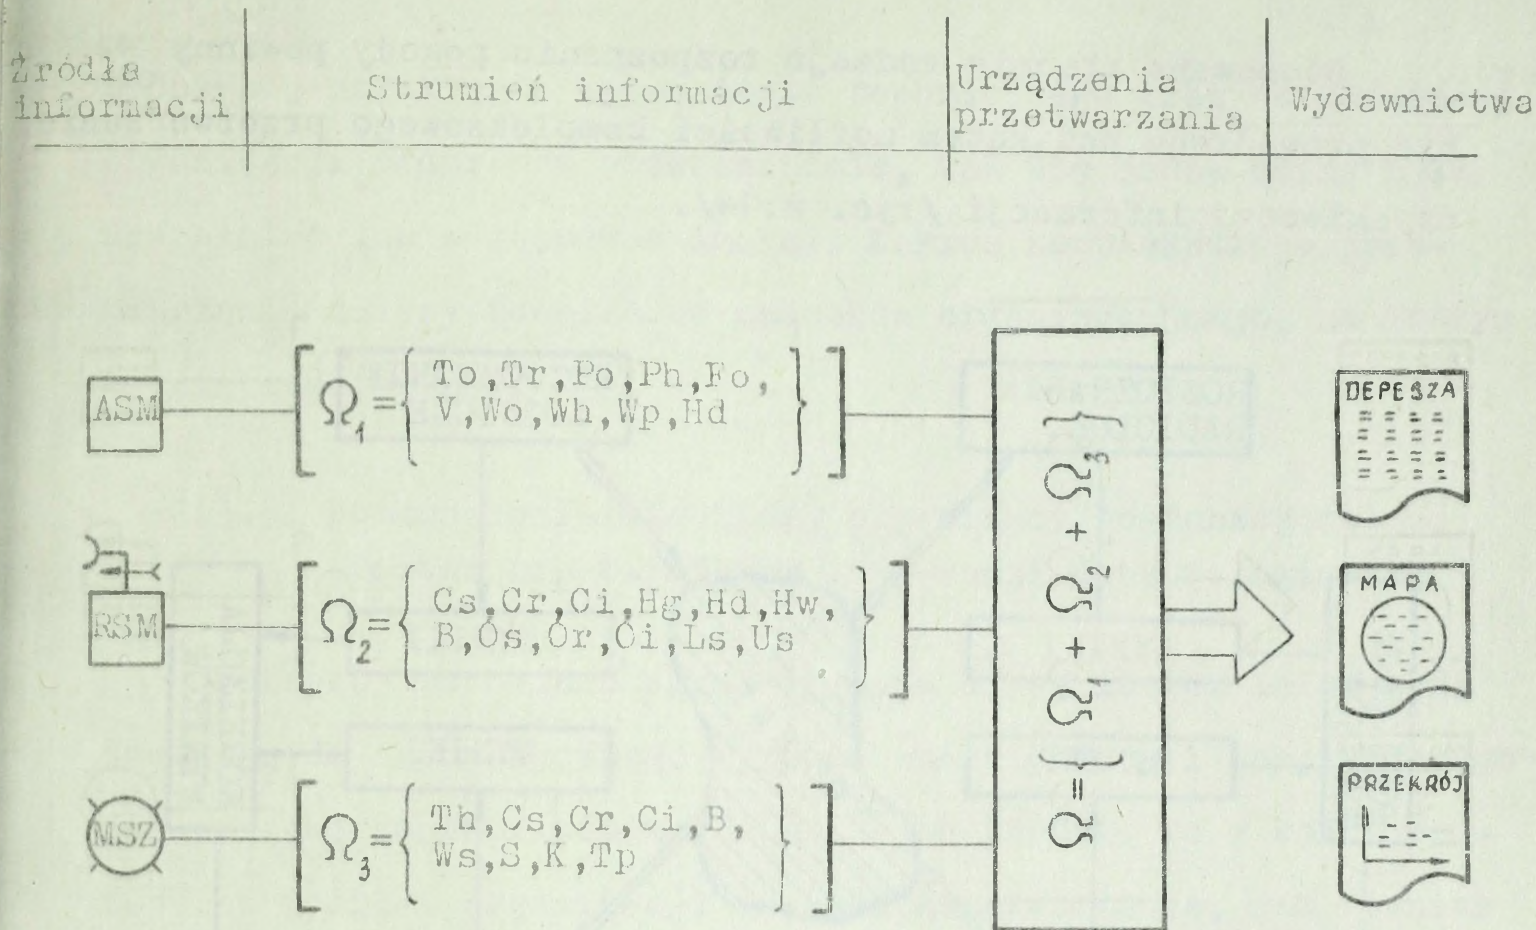 Źródła
informacji
Strumień informacji
Urządzenia
przetwarzania
Wydawnictwa
ASM
Ω₁ = { To,Tr,Po,Ph,Fo,
V,Wo,Wh,Wp,Hd }
RSM
Ω₂ = { Cs,Cr,Ci,Hg,Hd,Hw,
B,Os,Or,Oi,Ls,Us }
MSZ
Ω₃ = { Th,Cs,Cr,Ci,B,
Ws,S,K,Tp }
Ω = { Ω₁ + Ω₂ + Ω₃ }
DEPESZA
MAPA
PRZEKRÓJ